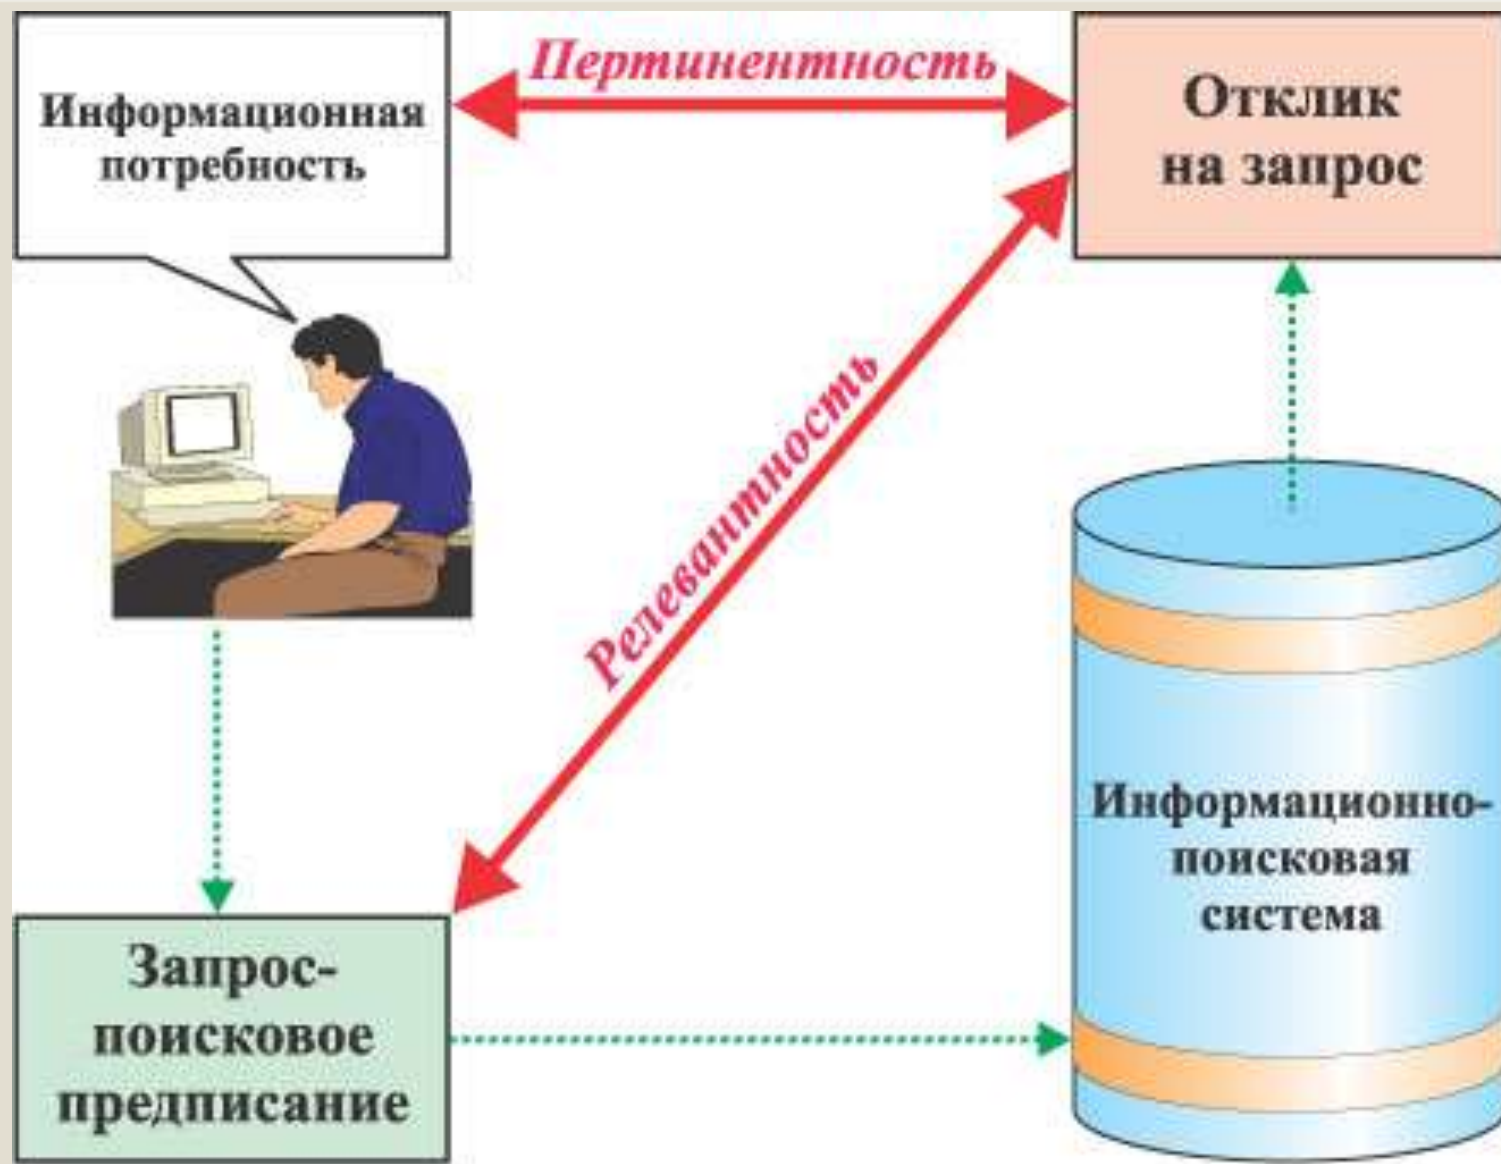 Информационная
потребность
Пертинентность
Отклик
на запрос
Релевантность
Информационно-
поисковая
система
Запрос-
поисковое
предписание